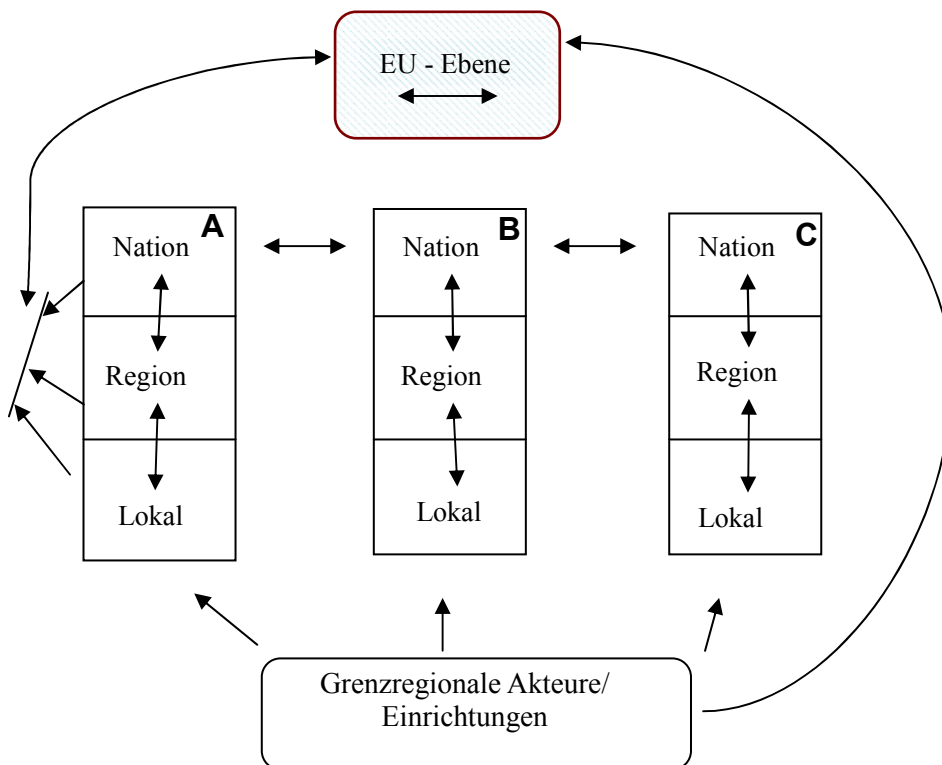 EU - Ebene
A
Nation
B
Nation
C
Nation
Region
Region
Region
Lokal
Lokal
Lokal
Grenzregionale Akteure/
Einrichtungen